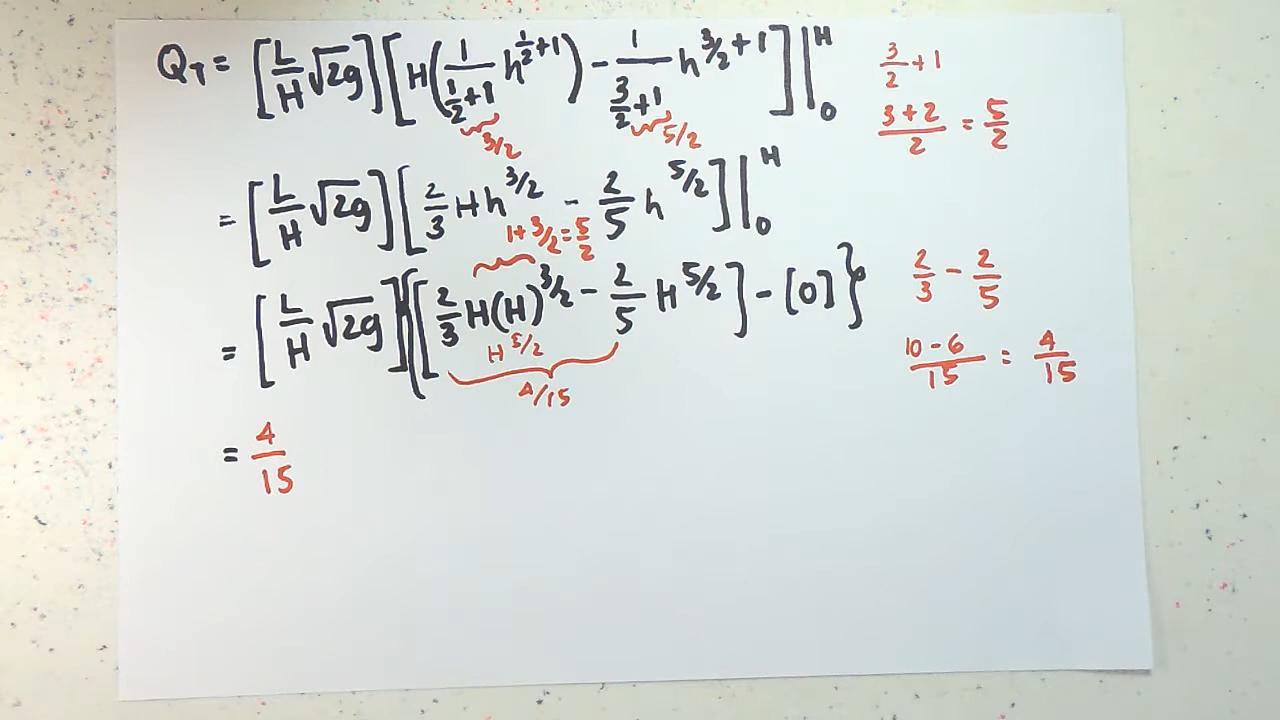 Q_T = [L/H √2g] [H(1/(1/2+1) h^(1/2+1)) - 1/(3/2+1) h^(3/2+1)] |_0^H
3/2 + 1
3/2
5/2
(3+2)/2 = 5/2
= [L/H √2g] [2/3 H h^(3/2) - 2/5 h^(5/2)] |_0^H
1 + 3/2 = 5/2
= [L/H √2g] {[2/3 H(H)^(3/2) - 2/5 H^(5/2)] - [0]}
2/3 - 2/5
H^(5/2)
4/15
(10-6)/15 = 4/15
= 4/15